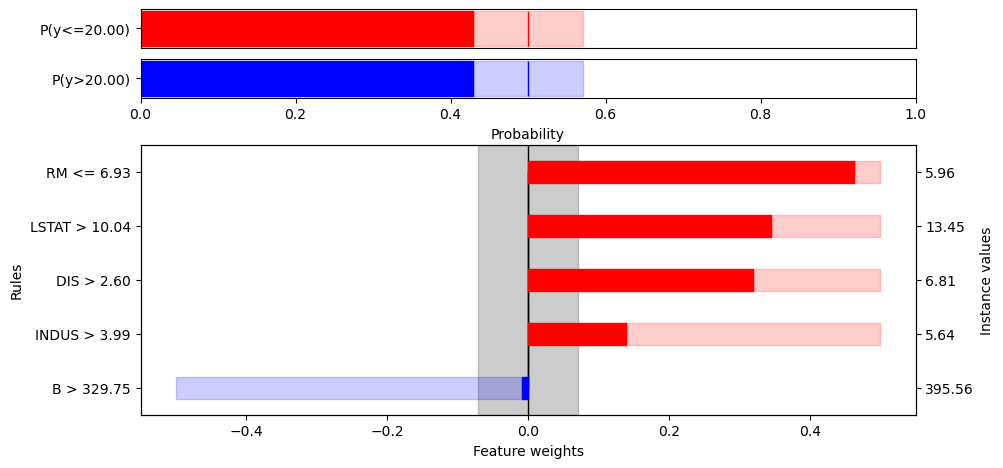 P(y<=20.00)
P(y>20.00)
0.0 0.2 0.4 0.6 0.8 1.0
Probability
RM <= 6.93 5.96
LSTAT > 10.04 13.45
DIS > 2.60 6.81
INDUS > 3.99 5.64
B > 329.75 395.56
Rules
Instance values
−0.4 −0.2 0.0 0.2 0.4
Feature weights